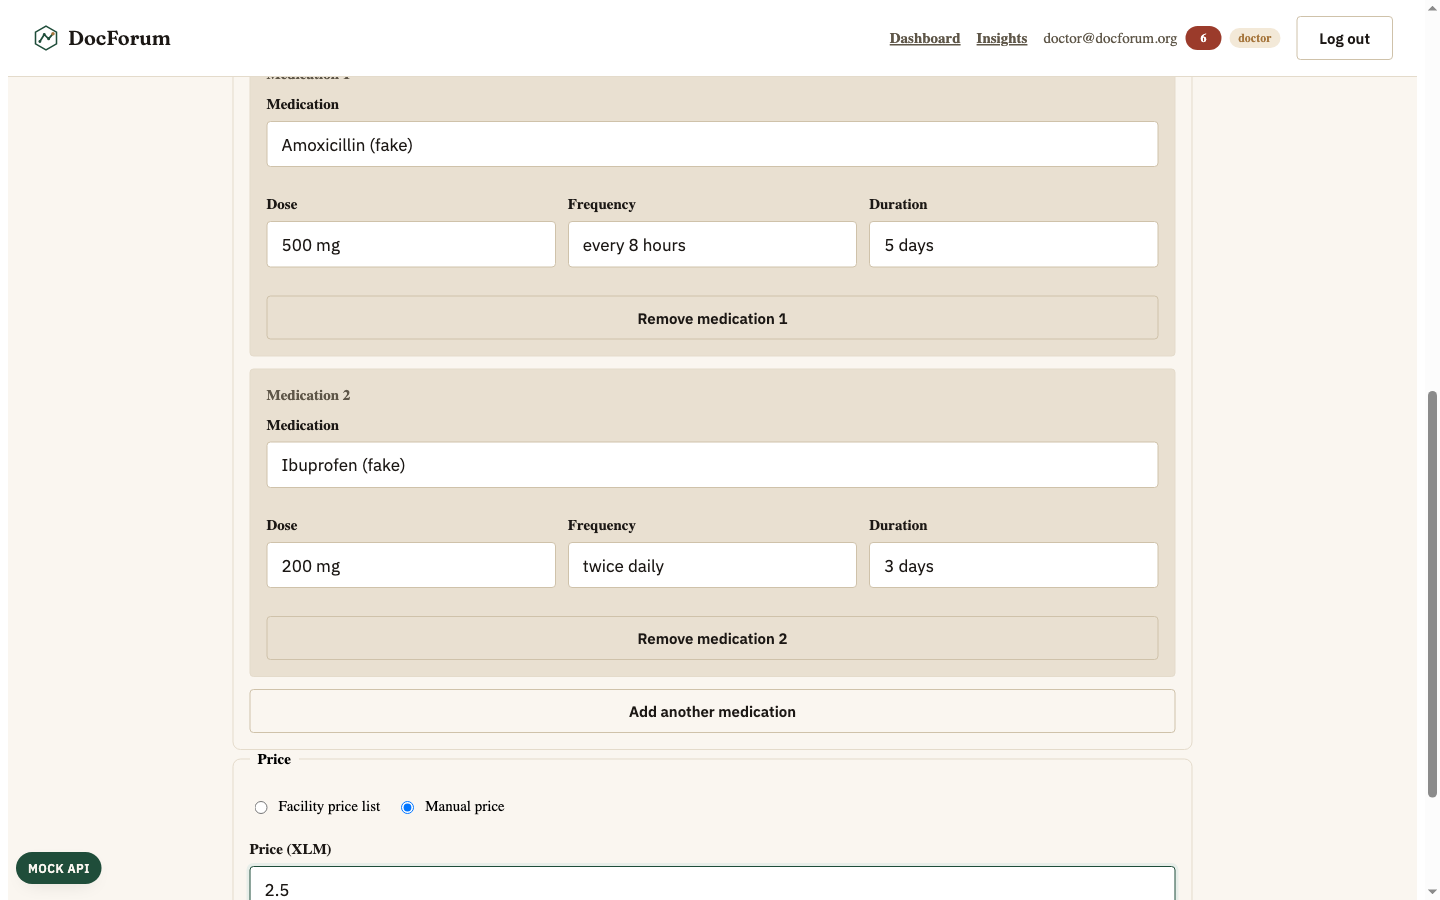 DocForum
Dashboard Insights doctor@docforum.org 6 doctor Log out
Medication 1
Medication
Amoxicillin (fake)
Dose Frequency Duration
500 mg every 8 hours 5 days
Remove medication 1
Medication 2
Medication
Ibuprofen (fake)
Dose Frequency Duration
200 mg twice daily 3 days
Remove medication 2
Add another medication
Price
Facility price list Manual price
Price (XLM)
2.5
MOCK API